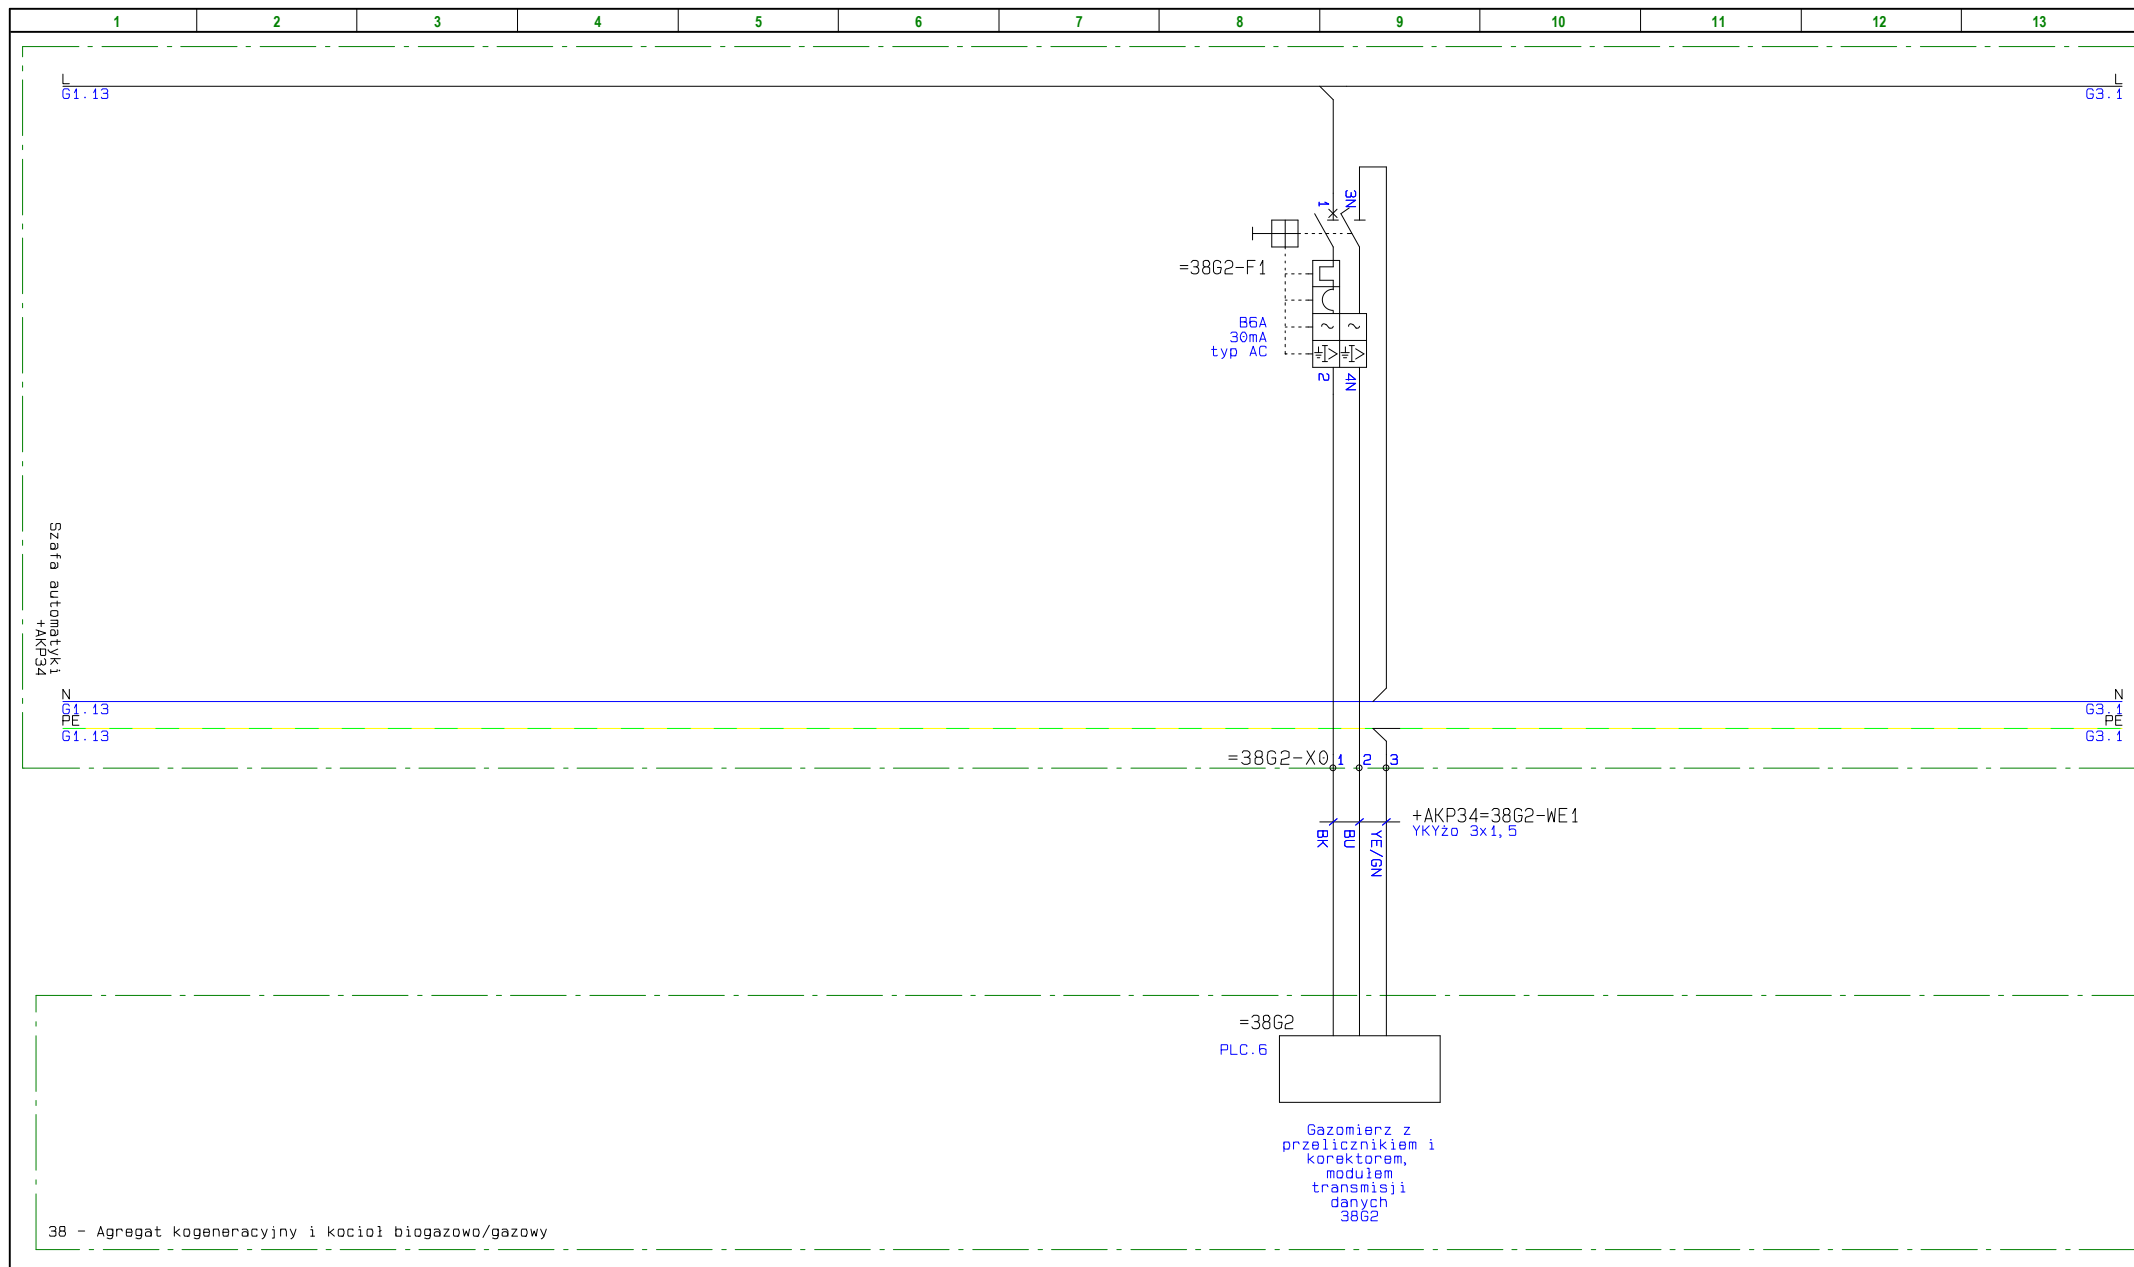 1 2 3 4 5 6 7 8 9 10 11 12 13
L
G1.13
L
G3.1
1
3N
=38G2-F1
B6A
30mA
typ AC
2
4N
Szafa automatyki
+AKP34
N
G1.13
N
G3.1
PE
G1.13
PE
G3.1
=38G2-X0 1 2 3
+AKP34=38G2-WE1
YKYżo 3x1,5
BK
BU
YE/GN
=38G2
PLC.6
Gazomierz z
przelicznikiem i
korektorem,
modułem
transmisji
danych
38G2
38 - Agregat kogeneracyjny i kocioł biogazowo/gazowy